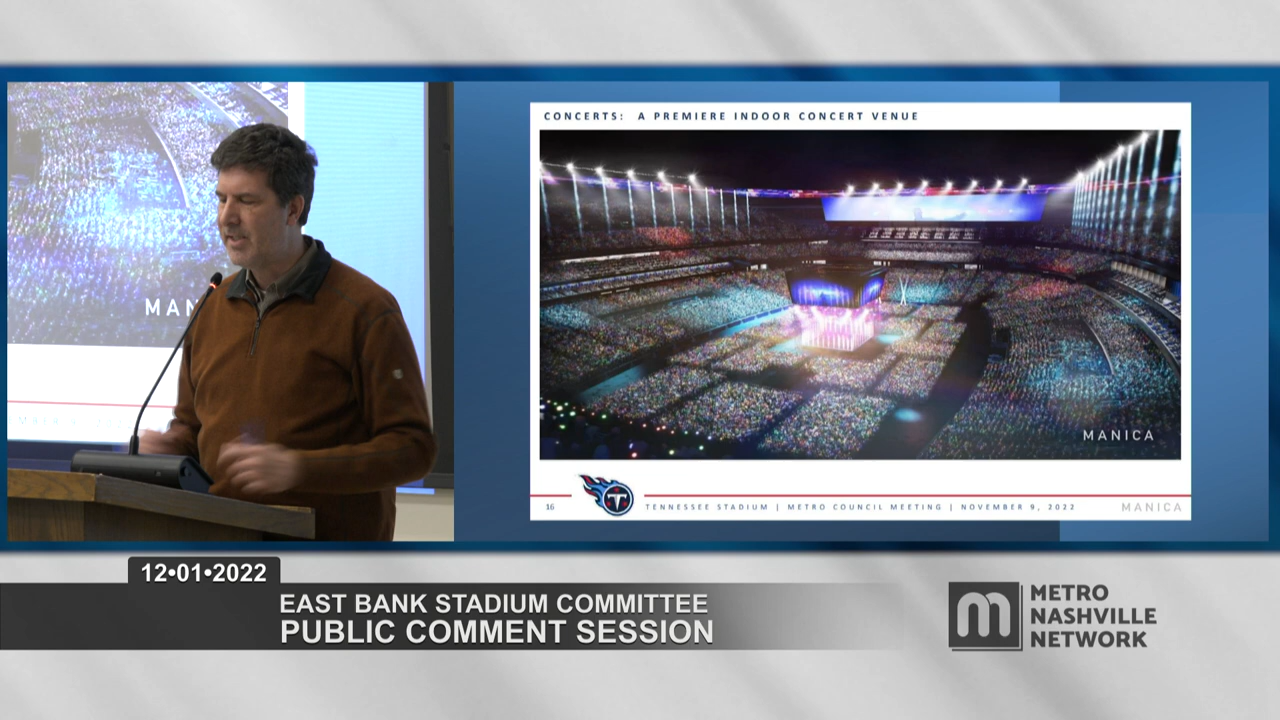 CONCERTS: A PREMIERE INDOOR CONCERT VENUE
MAN
MANICA
16
T
TENNESSEE STADIUM | METRO COUNCIL MEETING | NOVEMBER 9, 2022
MANICA
12•01•2022
EAST BANK STADIUM COMMITTEE
PUBLIC COMMENT SESSION
m
METRO
NASHVILLE
NETWORK